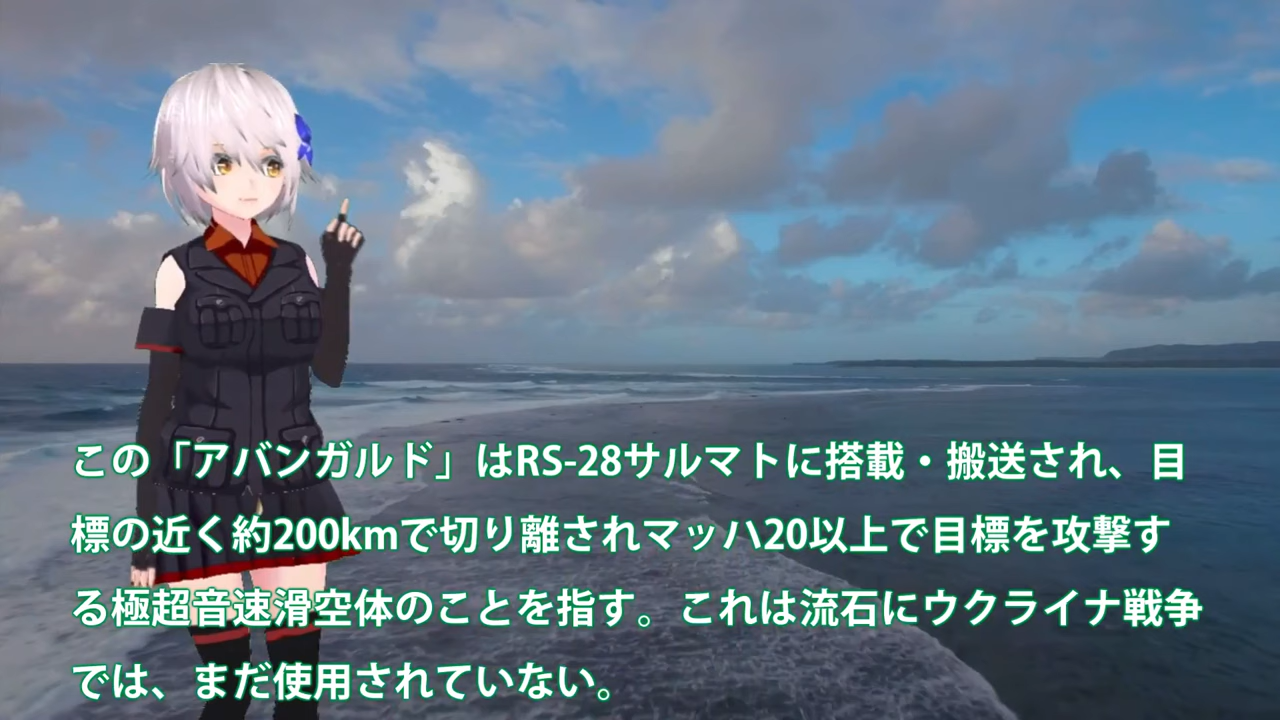 この「アバンガルド」はRS-28サルマトに搭載・搬送され、目
標の近く約200kmで切り離されマッハ20以上で目標を攻撃す
る極超音速滑空体のことを指す。これは流石にウクライナ戦争
では、まだ使用されていない。